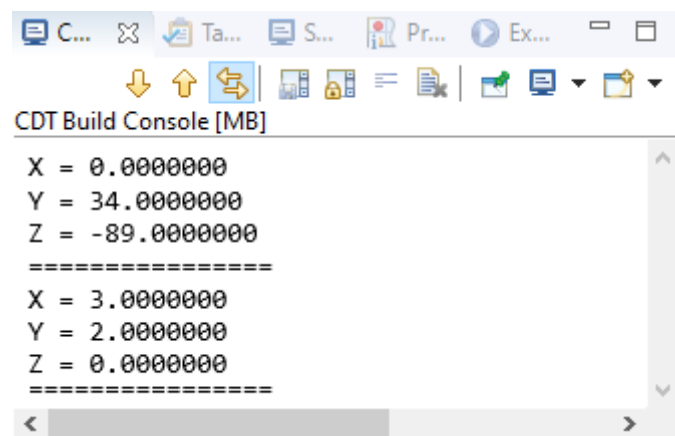 C... Ta... S... Pr... Ex...
CDT Build Console [MB]
X = 0.0000000
Y = 34.0000000
Z = -89.0000000
================
X = 3.0000000
Y = 2.0000000
Z = 0.0000000
================